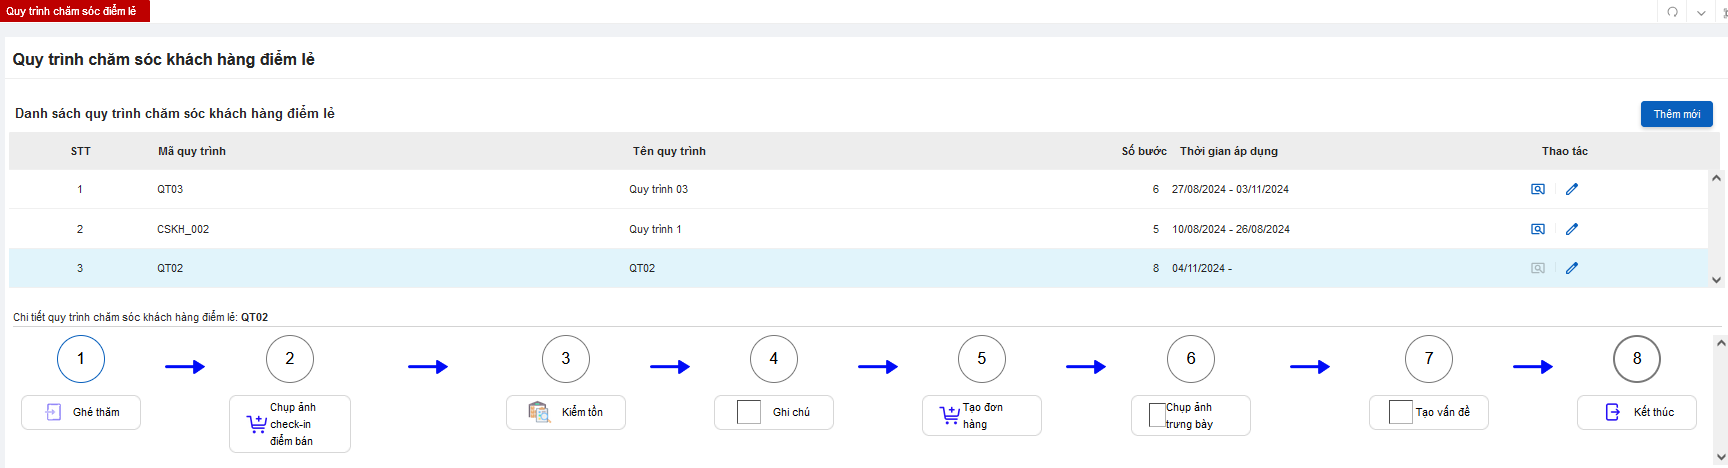 Quy trình chăm sóc điểm lẻ
Quy trình chăm sóc khách hàng điểm lẻ
Danh sách quy trình chăm sóc khách hàng điểm lẻ
Thêm mới
STT Mã quy trình Tên quy trình Số bước Thời gian áp dụng Thao tác
1 QT03 Quy trình 03 6 27/08/2024 - 03/11/2024
2 CSKH_002 Quy trình 1 5 10/08/2024 - 26/08/2024
3 QT02 QT02 8 04/11/2024 -
Chi tiết quy trình chăm sóc khách hàng điểm lẻ: QT02
1 2 3 4 5 6 7 8
Ghé thăm
Chụp ảnh
check-in
điểm bán
Kiểm tồn
Ghi chú
Tạo đơn
hàng
Chụp ảnh
trưng bày
Tạo vấn đề
Kết thúc